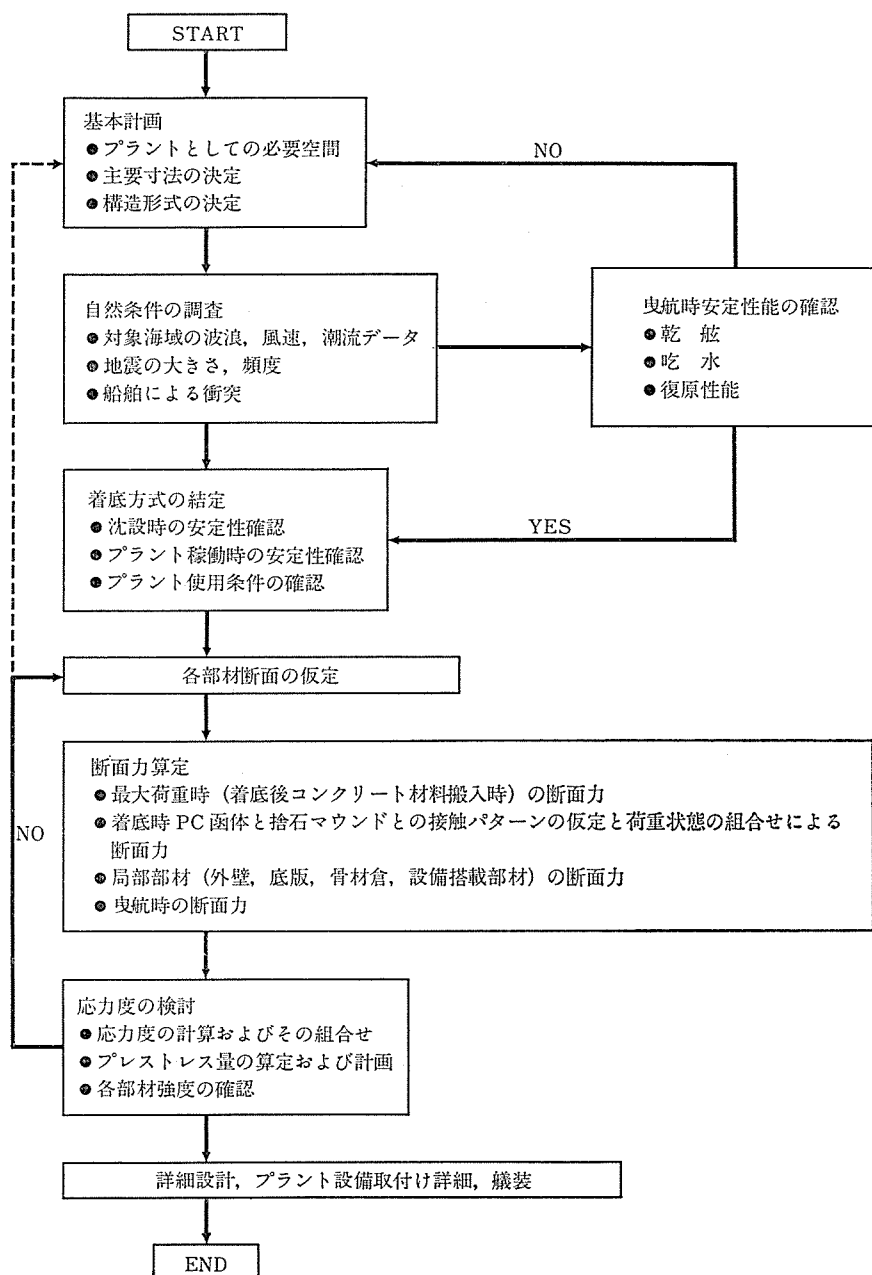 START
基本計画
●プラントとしての必要空間
●主要寸法の決定
●構造形式の決定
NO
自然条件の調査
●対象海域の波浪，風速，潮流データ
●地震の大きさ，頻度
●船舶による衝突
曳航時安定性能の確認
●乾　舷
●吃　水
●復原性能
着底方式の結定
●沈設時の安定性確認
●プラント稼働時の安定性確認
●プラント使用条件の確認
YES
各部材断面の仮定
断面力算定
●最大荷重時（着底後コンクリート材料搬入時）の断面力
●着底時 PC 函体と捨石マウンドとの接触パターンの仮定と荷重状態の組合せによる
断面力
●局部部材（外壁，底版，骨材倉，設備搭載部材）の断面力
●曳航時の断面力
NO
応力度の検討
●応力度の計算およびその組合せ
●プレストレス量の算定および計画
●各部材強度の確認
詳細設計，プラント設備取付け詳細，艤装
END